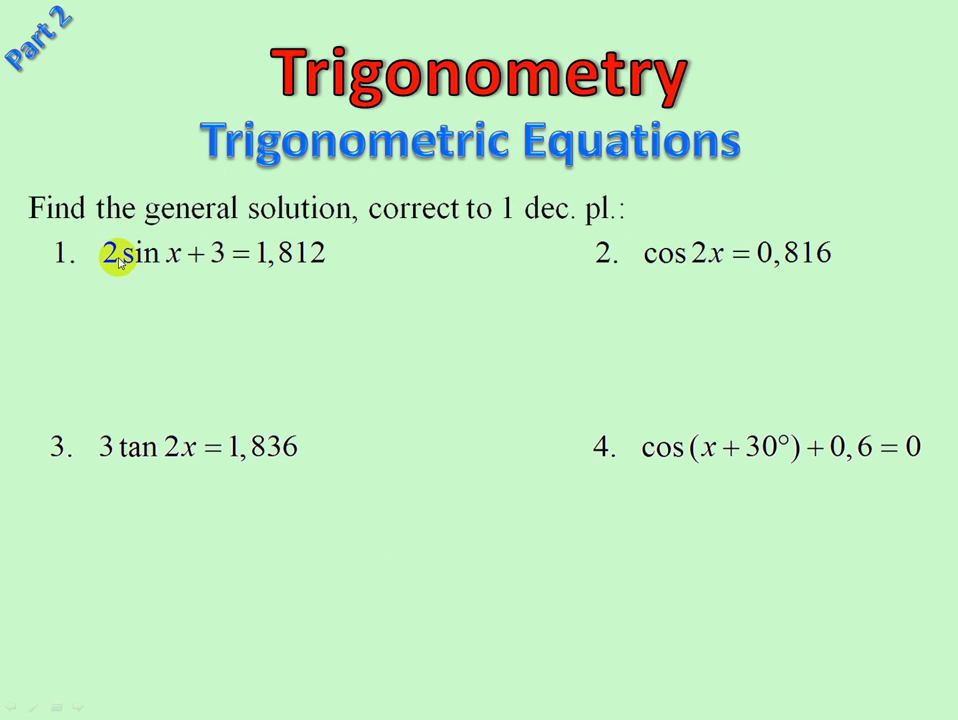 Part 2
Trigonometry
Trigonometric Equations
Find the general solution, correct to 1 dec. pl.:
1. 2 sin x + 3 = 1,812
2. cos 2x = 0,816
3. 3 tan 2x = 1,836
4. cos (x + 30°) + 0,6 = 0